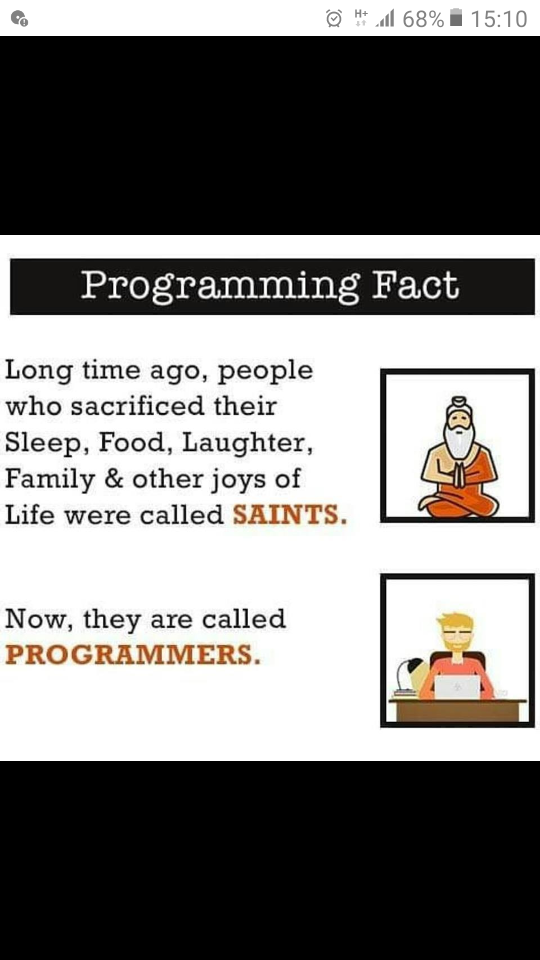 H+ 68% 15:10
Programming Fact
Long time ago, people
who sacrificed their
Sleep, Food, Laughter,
Family & other joys of
Life were called SAINTS.
Now, they are called
PROGRAMMERS.